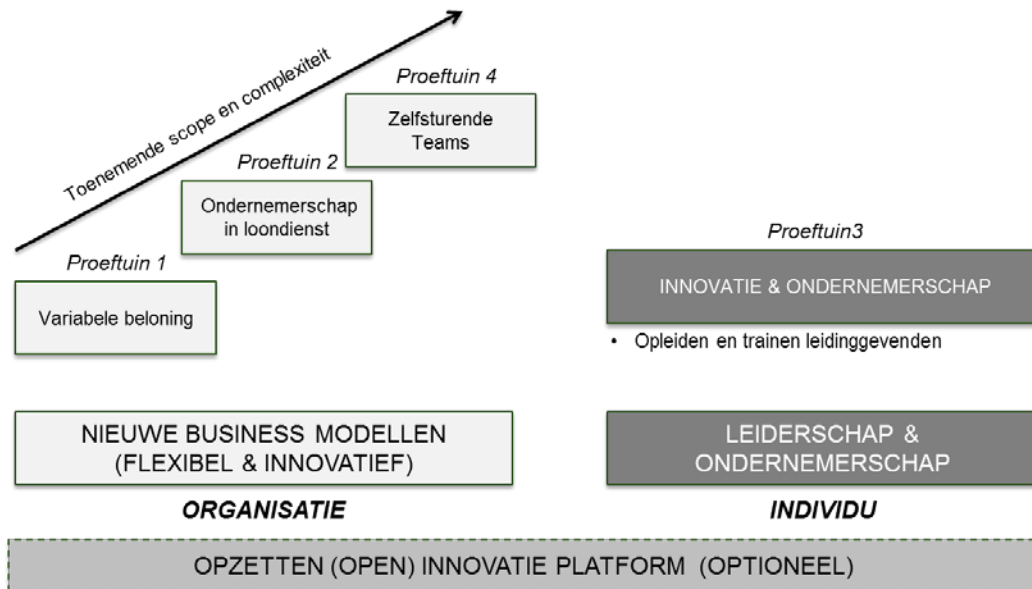 Toenemende scope en complexiteit
Proeftuin 4
Zelfsturende
Teams
Proeftuin 2
Ondernemerschap
in loondienst
Proeftuin 1
Variabele beloning
Proeftuin3
INNOVATIE & ONDERNEMERSCHAP
• Opleiden en trainen leidinggevenden
NIEUWE BUSINESS MODELLEN
(FLEXIBEL & INNOVATIEF)
LEIDERSCHAP &
ONDERNEMERSCHAP
ORGANISATIE
INDIVIDU
OPZETTEN (OPEN) INNOVATIE PLATFORM (OPTIONEEL)